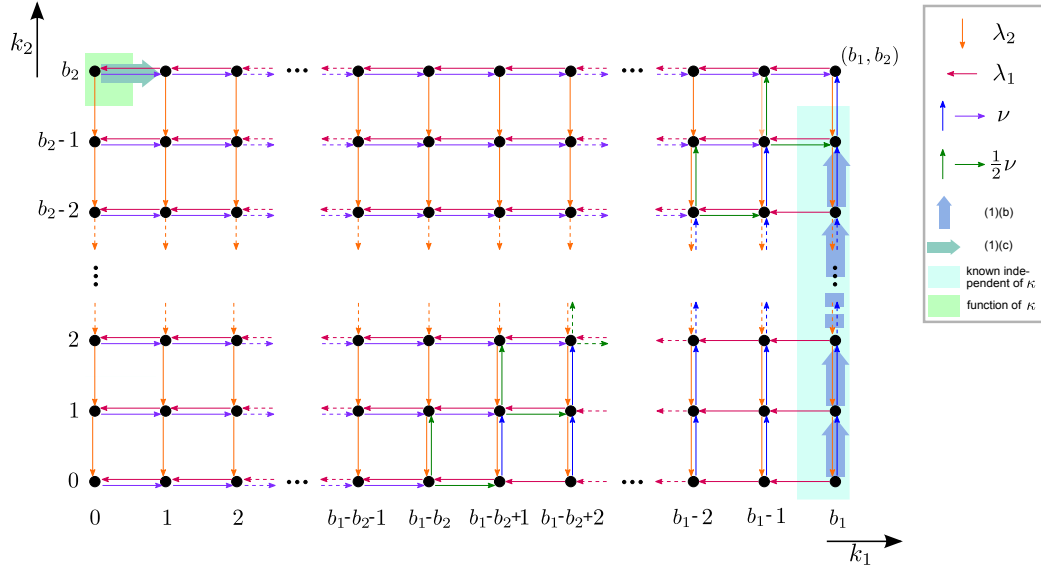 k₂
b₂
(b₁, b₂)
b₂-1
b₂-2
2
1
0
0 1 2 b₁-b₂-1 b₁-b₂ b₁-b₂+1 b₁-b₂+2 b₁-2 b₁-1 b₁
k₁
λ₂
λ₁
ν
½ν
(1)(b)
(1)(c)
known inde-
pendent of κ
function of κ